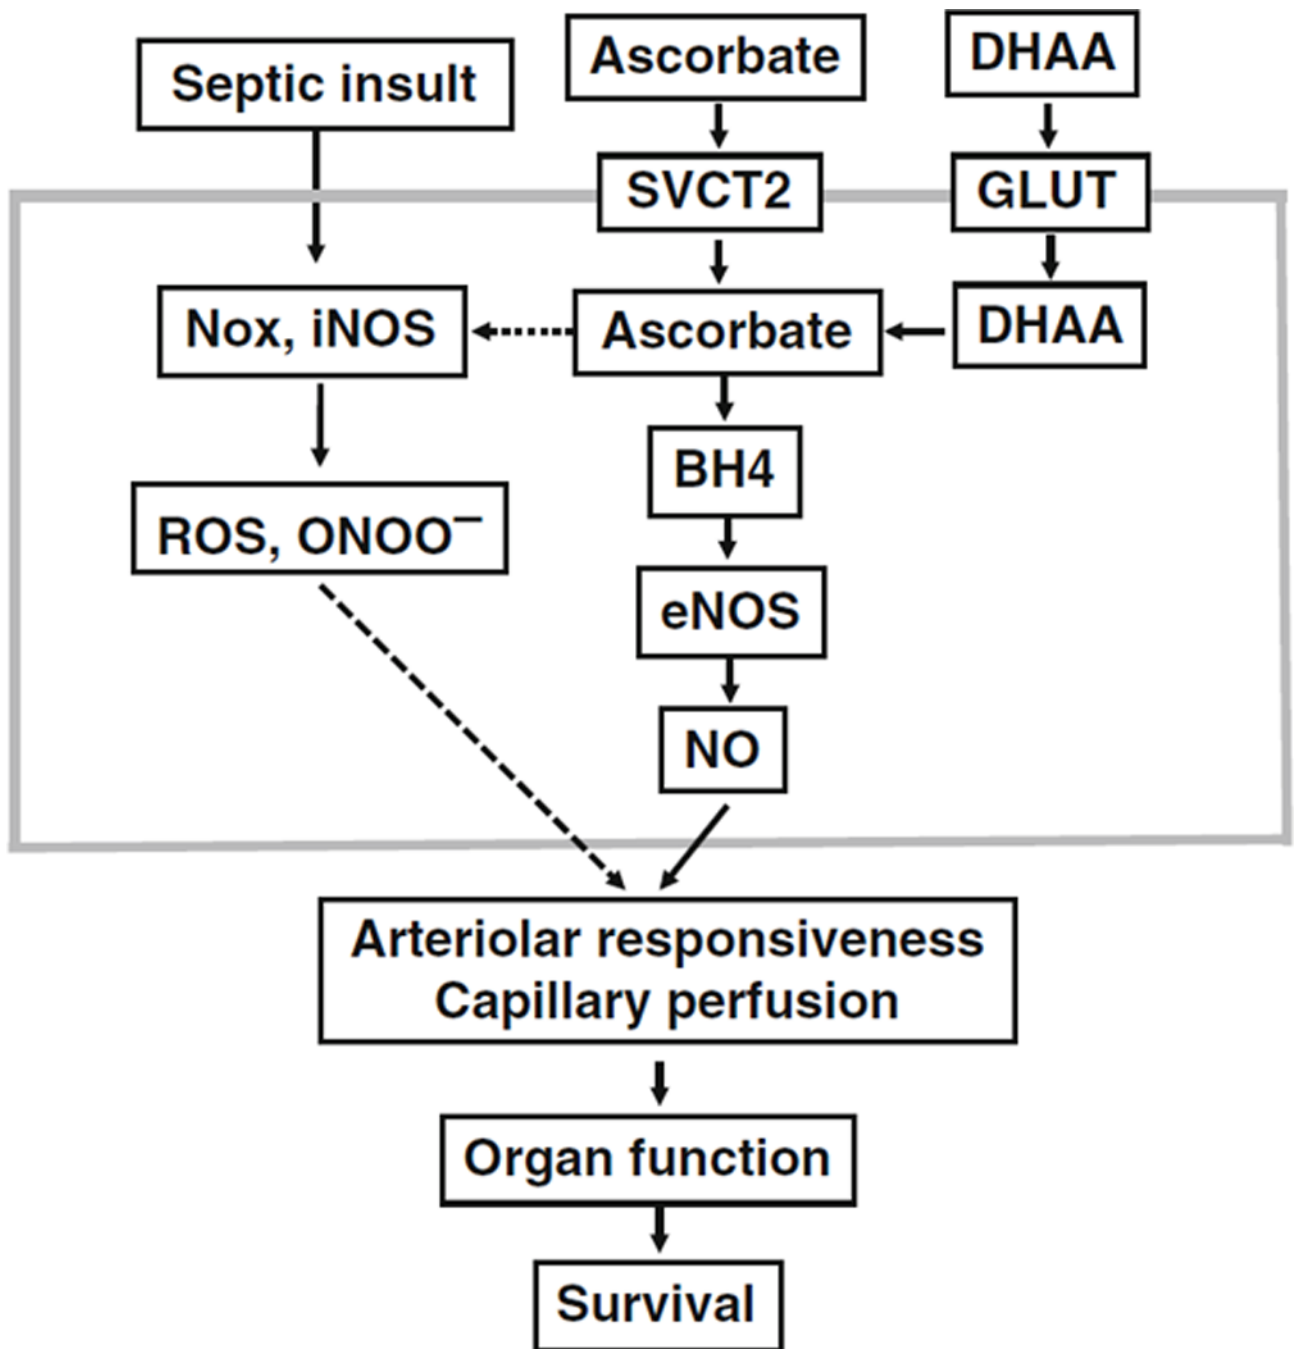 Septic insult
Ascorbate
DHAA
SVCT2
GLUT
Nox, iNOS
Ascorbate
DHAA
BH4
ROS, ONOO⁻
eNOS
NO
Arteriolar responsiveness
Capillary perfusion
Organ function
Survival